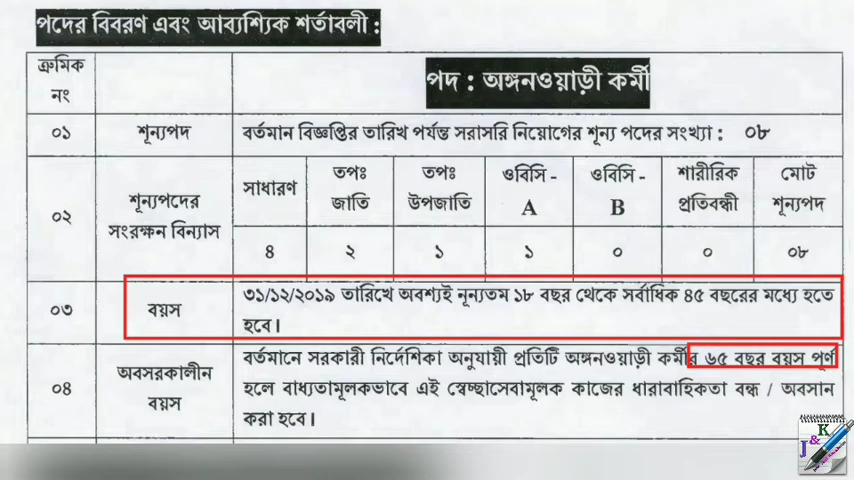 পদের বিবরণ এবং আবশ্যিক শর্তাবলী :
ক্রমিক নং
পদ : অঙ্গনওয়াড়ী কর্মী
০১ শূন্যপদ বর্তমান বিজ্ঞপ্তির তারিখ পর্যন্ত সরাসরি নিয়োগের শূন্য পদের সংখ্যা : ০৮
০২ শূন্যপদের সংরক্ষন বিন্যাস
সাধারণ তপঃ জাতি তপঃ উপজাতি ওবিসি - A ওবিসি - B শারীরিক প্রতিবন্ধী মোট শূন্যপদ
৪ ২ ১ ১ ০ ০ ০৮
০৩ বয়স ৩১/১২/২০১৯ তারিখে অবশ্যই নূন্যতম ১৮ বছর থেকে সর্বাধিক ৪৫ বছরের মধ্যে হতে
হবে।
০৪ অবসরকালীন বয়স বর্তমানে সরকারী নির্দেশিকা অনুযায়ী প্রতিটি অঙ্গনওয়াড়ী কর্মীর ৬৫ বছর বয়স পূর্ণ
হলে বাধ্যতামূলকভাবে এই স্বেচ্ছাসেবামূলক কাজের ধারাবাহিকতা বন্ধ / অবসান
করা হবে।
J&K